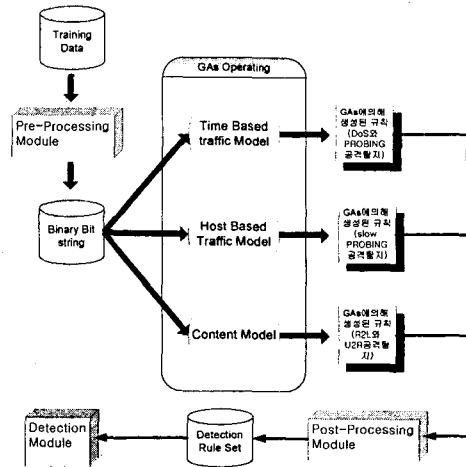 Training
Data
GAs Operating
Pre-Processing
Module
Time Based
traffic Model
GAs에의해
생성된 규칙
(DoS와
PROBING
공격탐지)
Binary Bit
string
Host Based
Traffic Model
GAs에의해
생성된 규칙
(slow
PROBING
공격탐지)
Content Model
GAs에의해
생성된 규칙
(R2L와
U2R공격탐
지)
Detection
Module
Detection
Rule Set
Post-Processing
Module